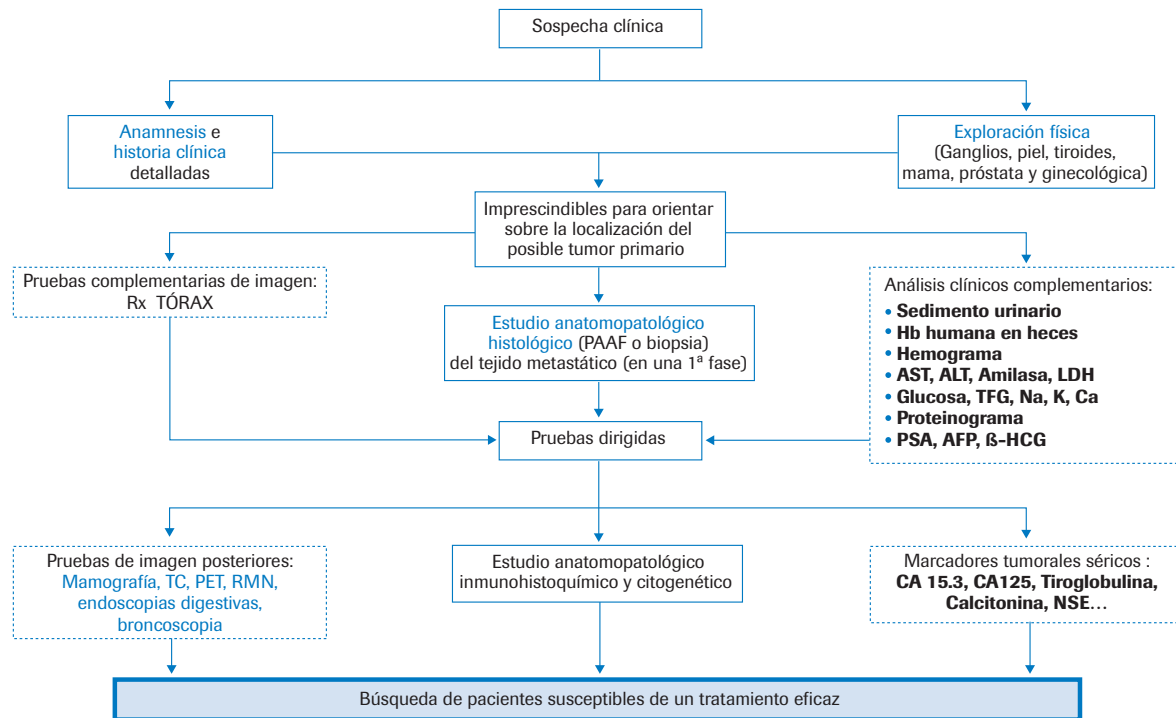 Sospecha clínica
Anamnesis e
historia clínica
detalladas
Exploración física
(Ganglios, piel, tiroides,
mama, próstata y ginecológica)
Imprescindibles para orientar
sobre la localización del
posible tumor primario
Pruebas complementarias de imagen:
Rx TÓRAX
Estudio anatomopatológico
histológico (PAAF o biopsia)
del tejido metastático (en una 1ª fase)
Análisis clínicos complementarios:
• Sedimento urinario
• Hb humana en heces
• Hemograma
• AST, ALT, Amilasa, LDH
• Glucosa, TFG, Na, K, Ca
• Proteinograma
• PSA, AFP, ß-HCG
Pruebas dirigidas
Pruebas de imagen posteriores:
Mamografía, TC, PET, RMN,
endoscopias digestivas,
broncoscopia
Estudio anatomopatológico
inmunohistoquímico y citogenético
Marcadores tumorales séricos :
CA 15.3, CA125, Tiroglobulina,
Calcitonina, NSE...
Búsqueda de pacientes susceptibles de un tratamiento eficaz